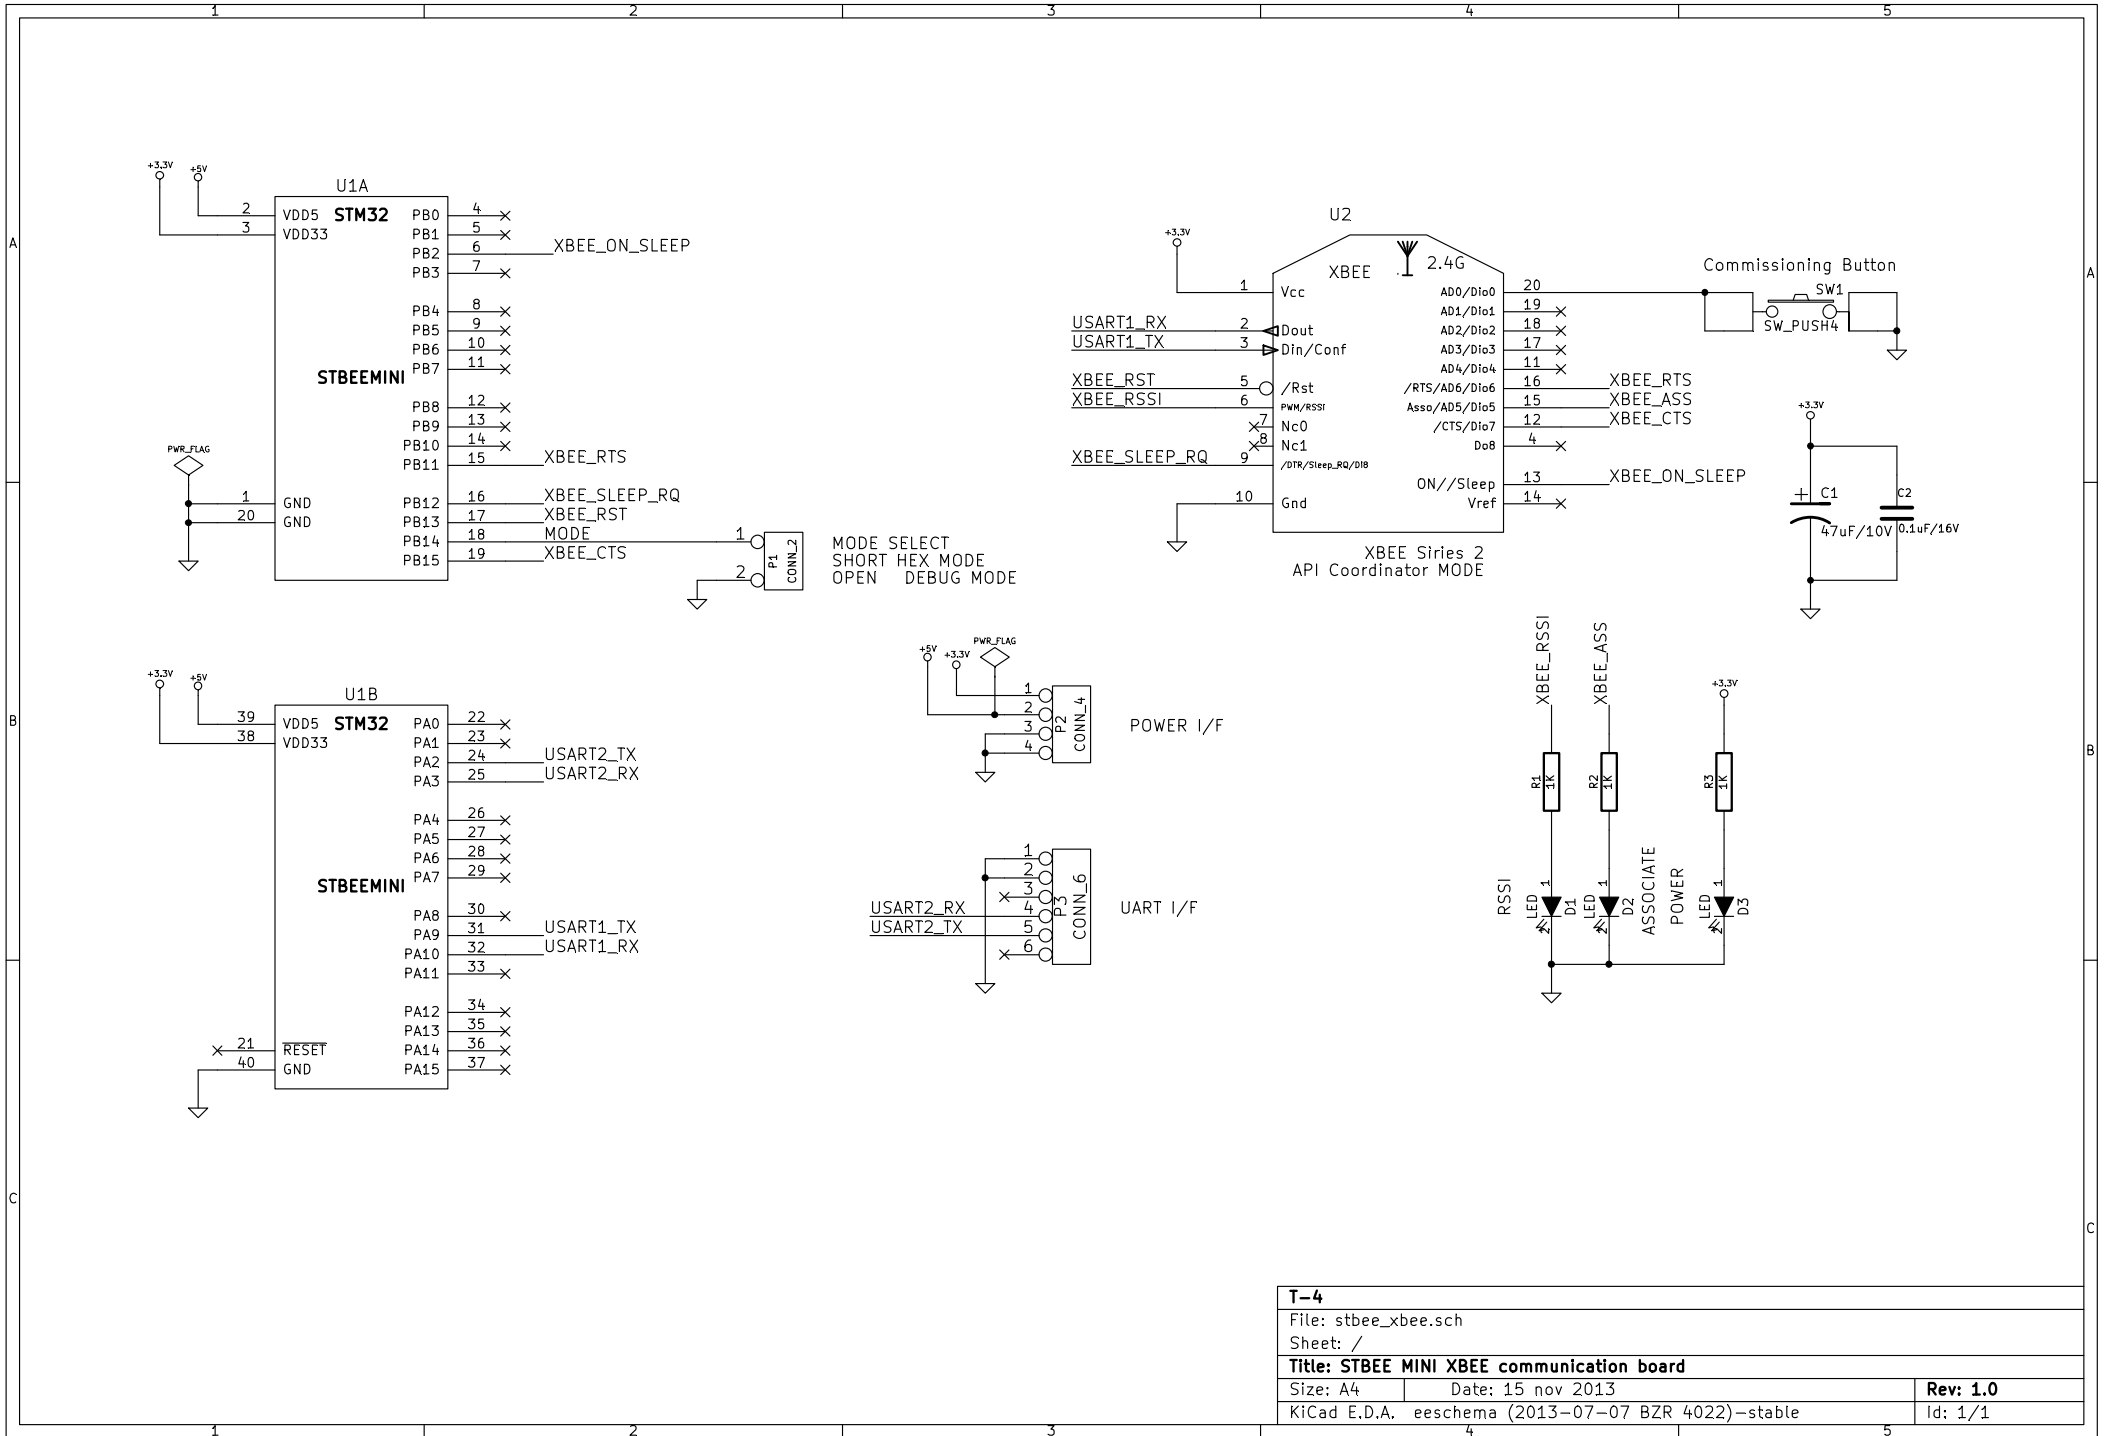 1 2 3 4 5
A
B
C
A
B
C
+3.3V +5V
U1A
STM32
STBEEMINI
2 VDD5
3 VDD33
1 GND
20 GND
PWR_FLAG
PB0 4
PB1 5
PB2 6 XBEE_ON_SLEEP
PB3 7
PB4 8
PB5 9
PB6 10
PB7 11
PB8 12
PB9 13
PB10 14
PB11 15 XBEE_RTS
PB12 16 XBEE_SLEEP_RQ
PB13 17 XBEE_RST
PB14 18 MODE
PB15 19 XBEE_CTS
1
2
P1
CONN_2
MODE SELECT
SHORT HEX MODE
OPEN DEBUG MODE
+3.3V +5V
U1B
STM32
STBEEMINI
39 VDD5
38 VDD33
21 RESET
40 GND
PA0 22
PA1 23
PA2 24 USART2_TX
PA3 25 USART2_RX
PA4 26
PA5 27
PA6 28
PA7 29
PA8 30
PA9 31 USART1_TX
PA10 32 USART1_RX
PA11 33
PA12 34
PA13 35
PA14 36
PA15 37
+5V +3.3V PWR_FLAG
1
2
3
4
P2
CONN_4
POWER I/F
1
2
3
USART2_RX 4
USART2_TX 5
6
P3
CONN_6
UART I/F
U2
+3.3V
XBEE 2.4G
1 Vcc
USART1_RX 2 Dout
USART1_TX 3 Din/Conf
XBEE_RST 5 /Rst
XBEE_RSSI 6 PWM/RSSI
7 Nc0
8 Nc1
XBEE_SLEEP_RQ 9 /DTR/Sleep_RQ/DI8
10 Gnd
AD0/Dio0 20
AD1/Dio1 19
AD2/Dio2 18
AD3/Dio3 17
AD4/Dio4 11
/RTS/AD6/Dio6 16 XBEE_RTS
Asso/AD5/Dio5 15 XBEE_ASS
/CTS/Dio7 12 XBEE_CTS
Do8 4
ON//Sleep 13 XBEE_ON_SLEEP
Vref 14
XBEE Siries 2
API Coordinator MODE
Commissioning Button
SW1
SW_PUSH4
+3.3V
C1
47uF/10V
C2
0.1uF/16V
XBEE_RSSI
XBEE_ASS
+3.3V
R1
1K
R2
1K
R3
1K
RSSI
LED
1
2
D1
LED
1
2
D2
ASSOCIATE
POWER
LED
1
2
D3
T-4
File: stbee_xbee.sch
Sheet: /
Title: STBEE MINI XBEE communication board
Size: A4 Date: 15 nov 2013 Rev: 1.0
KiCad E.D.A. eeschema (2013-07-07 BZR 4022)-stable Id: 1/1
1 2 3 4 5